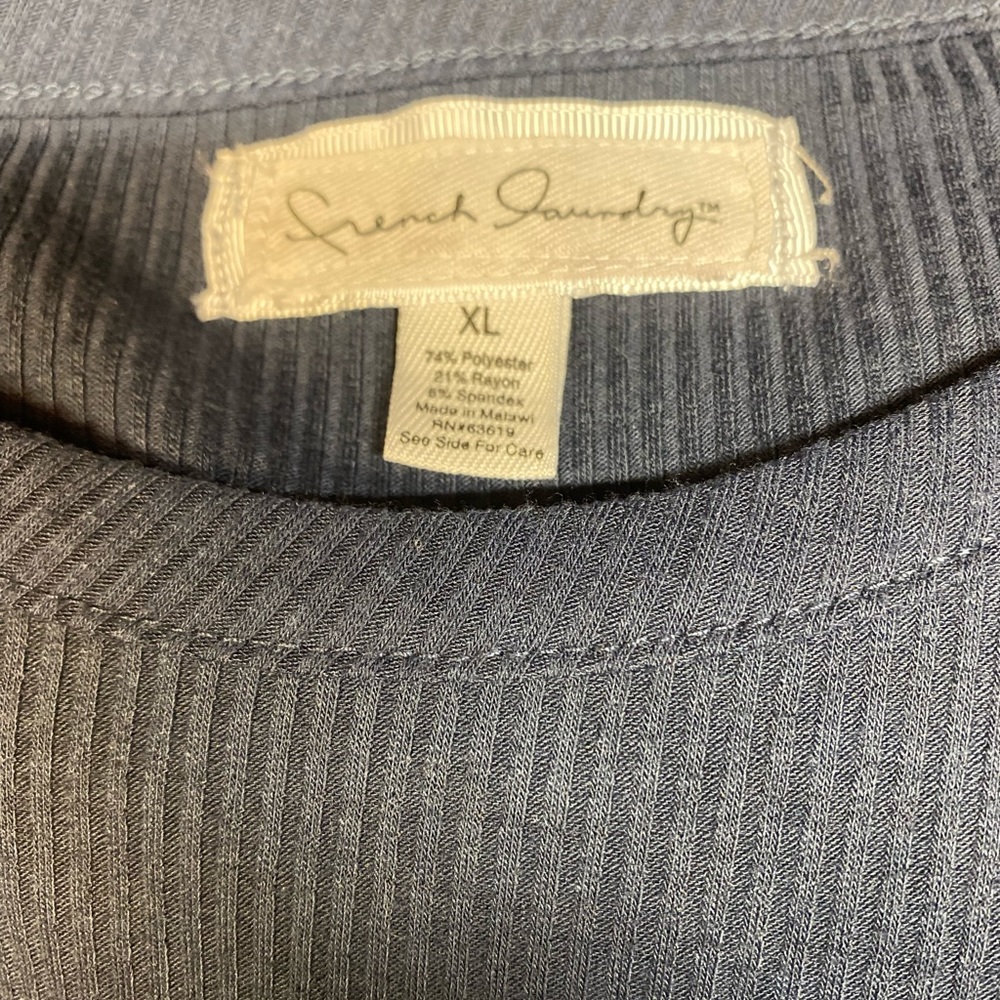 French Laundry™
XL
74% Polyester
21% Rayon
5% Spandex
Made in Malawi
RN#63619
See Side For Care